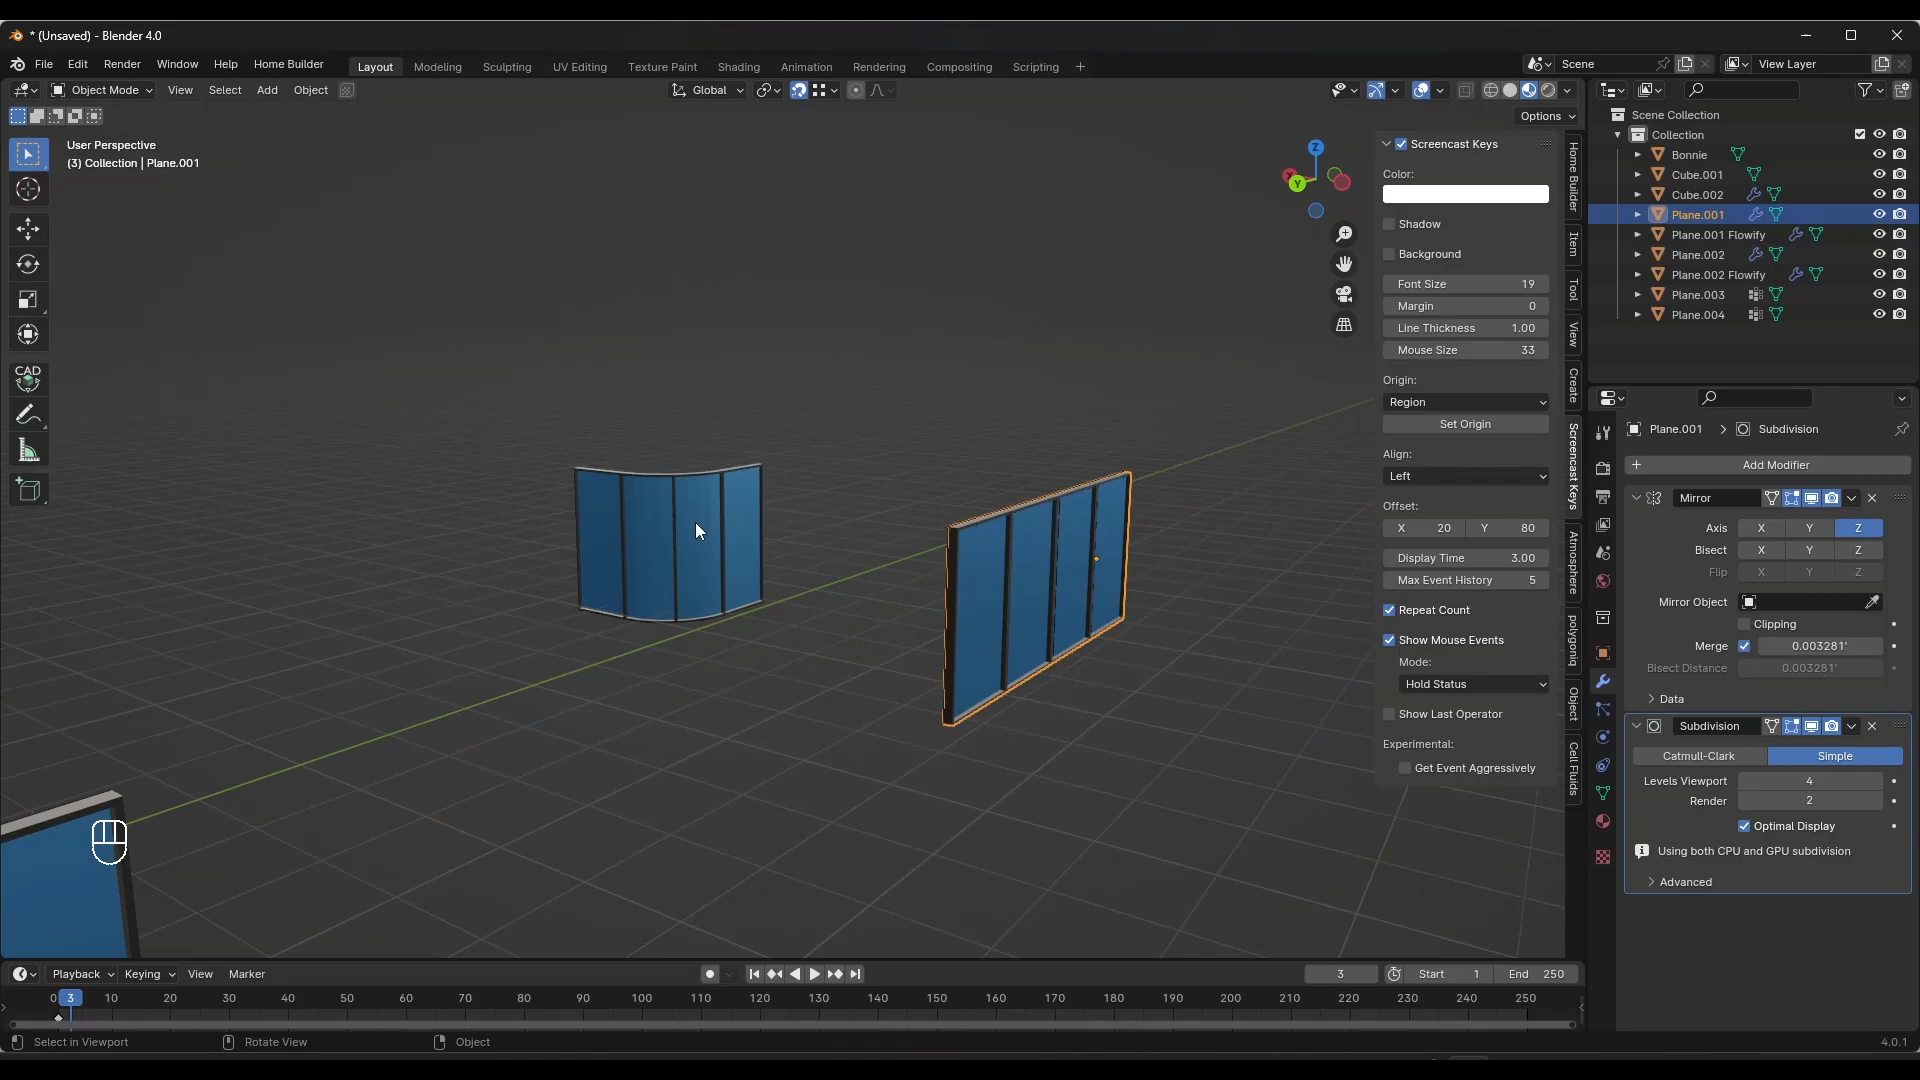 * (Unsaved) - Blender 4.0
File Edit Render Window Help Home Builder
Layout Modeling Sculpting UV Editing Texture Paint Shading Animation Rendering Compositing Scripting +
Scene
View Layer
Object Mode View Select Add Object
Global
Options
User Perspective
(3) Collection | Plane.001
Z
Y
X
CAD
Screencast Keys
Color:
Shadow
Background
Font Size 19
Margin 0
Line Thickness 1.00
Mouse Size 33
Origin:
Region
Set Origin
Align:
Left
Offset:
X 20 Y 80
Display Time 3.00
Max Event History 5
Repeat Count
Show Mouse Events
Mode:
Hold Status
Show Last Operator
Experimental:
Get Event Aggressively
Home Builder
Item
Tool
View
Create
Screencast Keys
Atmosphere
polygoniq
Object
Cell Fluids
Scene Collection
Collection
Bonnie
Cube.001
Cube.002
Plane.001
Plane.001 Flowify
Plane.002
Plane.002 Flowify
Plane.003
Plane.004
Plane.001 > Subdivision
+ Add Modifier
Mirror
Axis X Y Z
Bisect X Y Z
Flip X Y Z
Mirror Object
Clipping
Merge 0.003281'
Bisect Distance 0.003281'
Data
Subdivision
Catmull-Clark Simple
Levels Viewport 4
Render 2
Optimal Display
Using both CPU and GPU subdivision
Advanced
Playback Keying View Marker
3 Start 1 End 250
0 3 10 20 30 40 50 60 70 80 90 100 110 120 130 140 150 160 170 180 190 200 210 220 230 240 250
Select in Viewport Rotate View Object
4.0.1